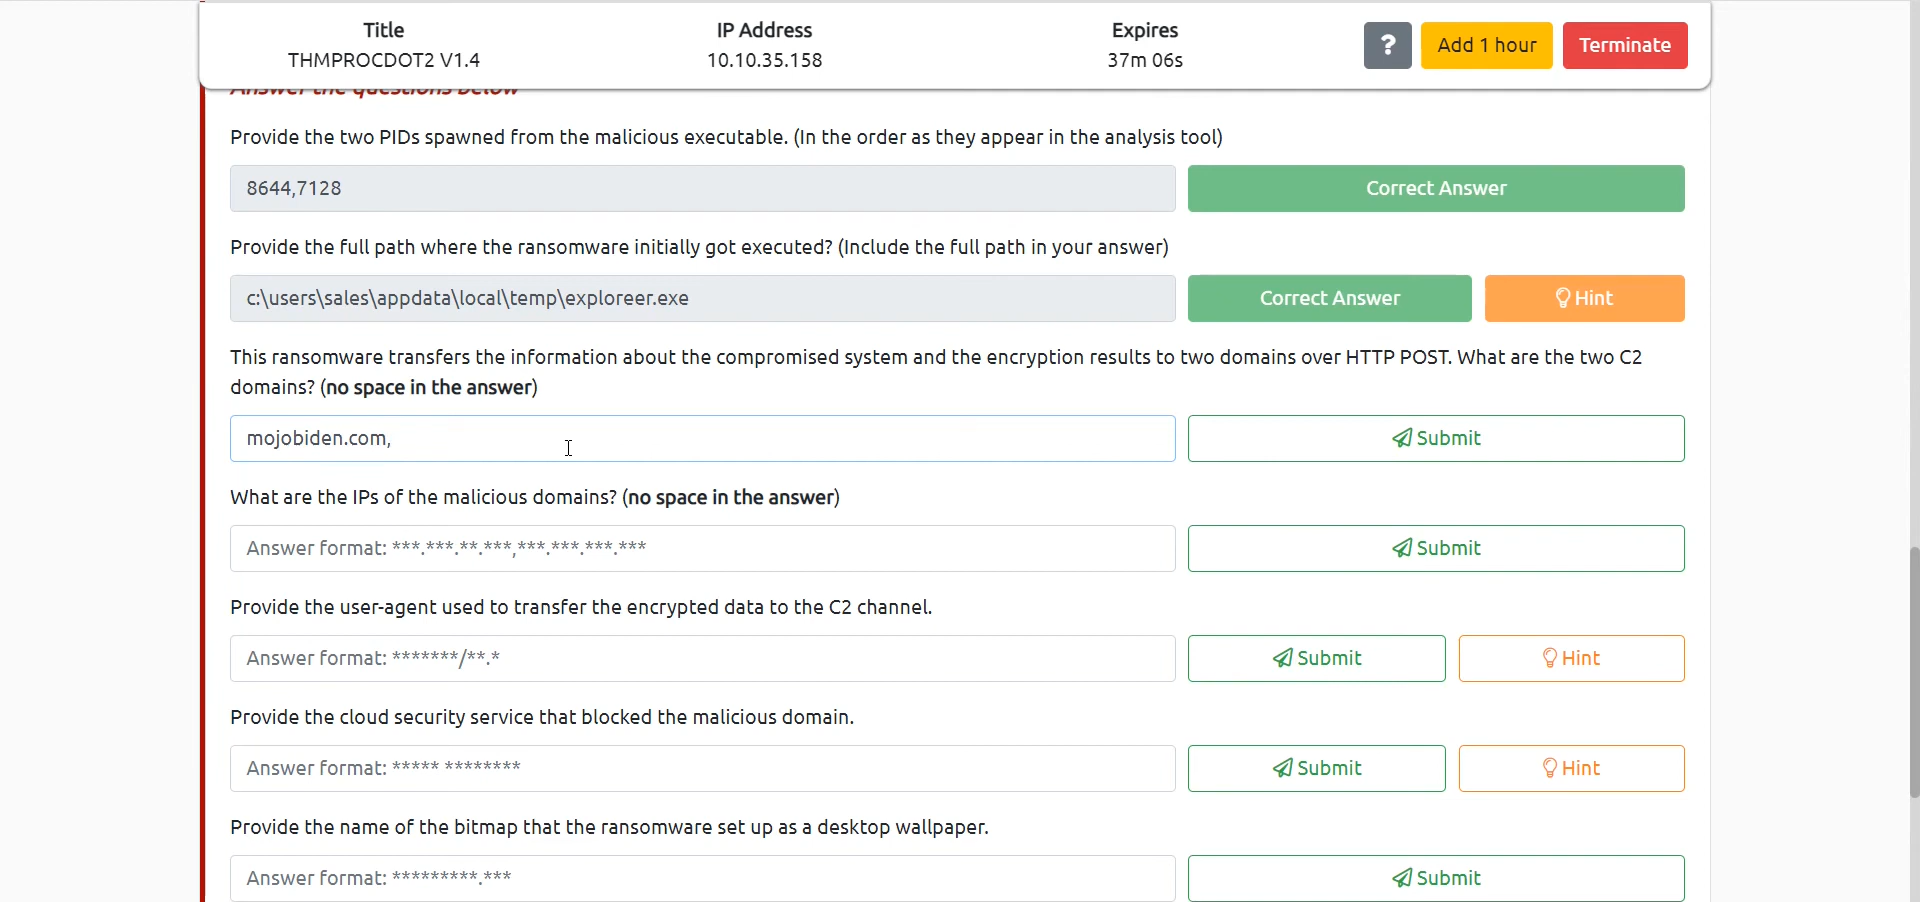 Title
THMPROCDOT2 V1.4
IP Address
10.10.35.158
Expires
37m 06s
?
Add 1 hour
Terminate
Answer the questions below
Provide the two PIDs spawned from the malicious executable. (In the order as they appear in the analysis tool)
8644,7128
Correct Answer
Provide the full path where the ransomware initially got executed? (Include the full path in your answer)
c:\users\sales\appdata\local\temp\exploreer.exe
Correct Answer
Hint
This ransomware transfers the information about the compromised system and the encryption results to two domains over HTTP POST. What are the two C2
domains? (no space in the answer)
mojobiden.com,
Submit
What are the IPs of the malicious domains? (no space in the answer)
Answer format: ***.***.**.***,***.***.***.***
Submit
Provide the user-agent used to transfer the encrypted data to the C2 channel.
Answer format: *******/**.*
Submit
Hint
Provide the cloud security service that blocked the malicious domain.
Answer format: ***** ********
Submit
Hint
Provide the name of the bitmap that the ransomware set up as a desktop wallpaper.
Answer format: *********.***
Submit